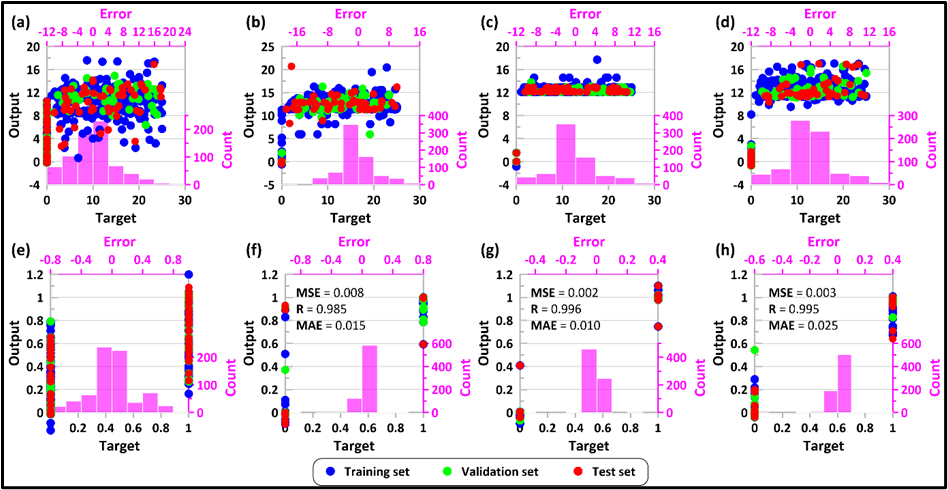 (a) Error (b) Error (c) Error (d) Error
-12 -8 -4 0 4 8 12 16 20 24 -16 -8 0 8 16 -12 -8 -4 0 4 8 12 16 -12 -8 -4 0 4 8 12 16
Output 20 16 12 8 4 0 -4 200 100 0 Count
Output 25 20 15 10 5 0 -5 400 300 200 100 0 Count
Output 20 16 12 8 4 0 -4 400 300 200 100 0 Count
Output 20 16 12 8 4 0 -4 300 200 100 0 Count
0 10 20 30 0 10 20 30 0 5 10 15 20 25 30 0 10 20 30
Target Target Target Target
(e) Error (f) Error (g) Error (h) Error
-0.8 -0.4 0 0.4 0.8 -0.8 -0.4 0 0.4 0.8 -0.4 -0.2 0 0.2 0.4 -0.6 -0.4 -0.2 0 0.2 0.4
Output 1.2 1 0.8 0.6 0.4 0.2 0 200 100 0 Count
Output 1.2 1 0.8 0.6 0.4 0.2 0 600 400 200 0 Count
MSE = 0.008
R = 0.985
MAE = 0.015
Output 1.2 1 0.8 0.6 0.4 0.2 0 400 200 0 Count
MSE = 0.002
R = 0.996
MAE = 0.010
Output 1.2 1 0.8 0.6 0.4 0.2 0 600 400 200 0 Count
MSE = 0.003
R = 0.995
MAE = 0.025
0.2 0.4 0.6 0.8 1 0 0.2 0.4 0.6 0.8 1 0 0.2 0.4 0.6 0.8 1 0 0.2 0.4 0.6 0.8 1
Target Target Target Target
Training set Validation set Test set